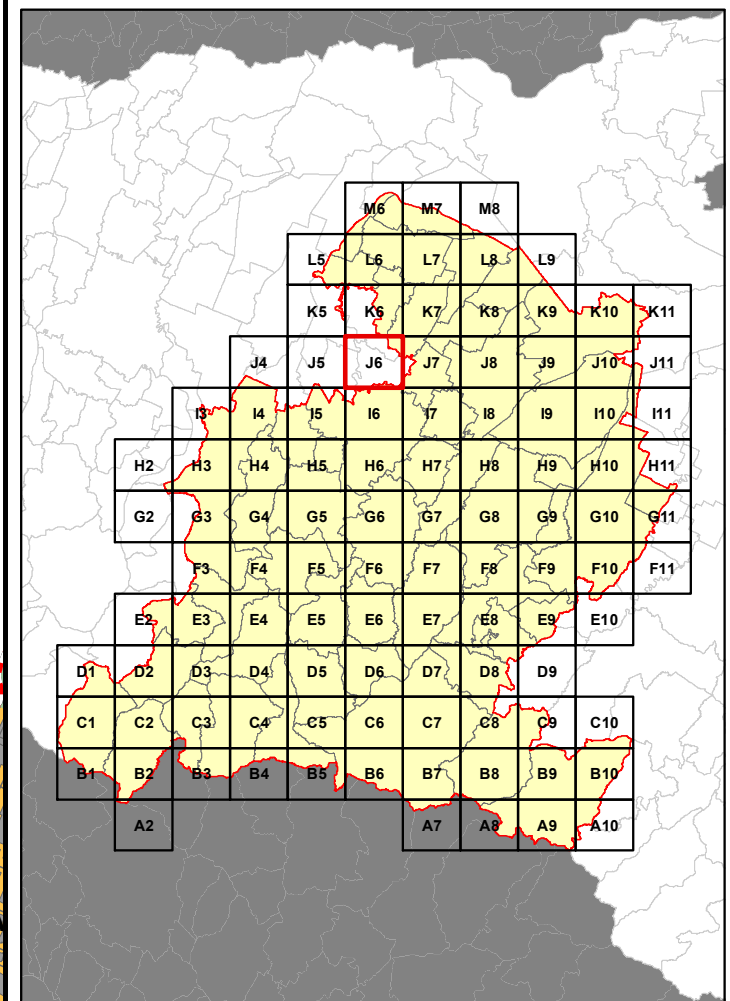 M6 M7 M8
L5 L6 L7 L8 L9
K5 K6 K7 K8 K9 K10 K11
J4 J5 J6 J7 J8 J9 J10 J11
I3 I4 I5 I6 I7 I8 I9 I10 I11
H2 H3 H4 H5 H6 H7 H8 H9 H10 H11
G2 G3 G4 G5 G6 G7 G8 G9 G10 G11
F3 F4 F5 F6 F7 F8 F9 F10 F11
E2 E3 E4 E5 E6 E7 E8 E9 E10
D1 D2 D3 D4 D5 D6 D7 D8 D9
C1 C2 C3 C4 C5 C6 C7 C8 C9 C10
B1 B2 B3 B4 B5 B6 B7 B8 B9 B10
A2 A7 A8 A9 A10